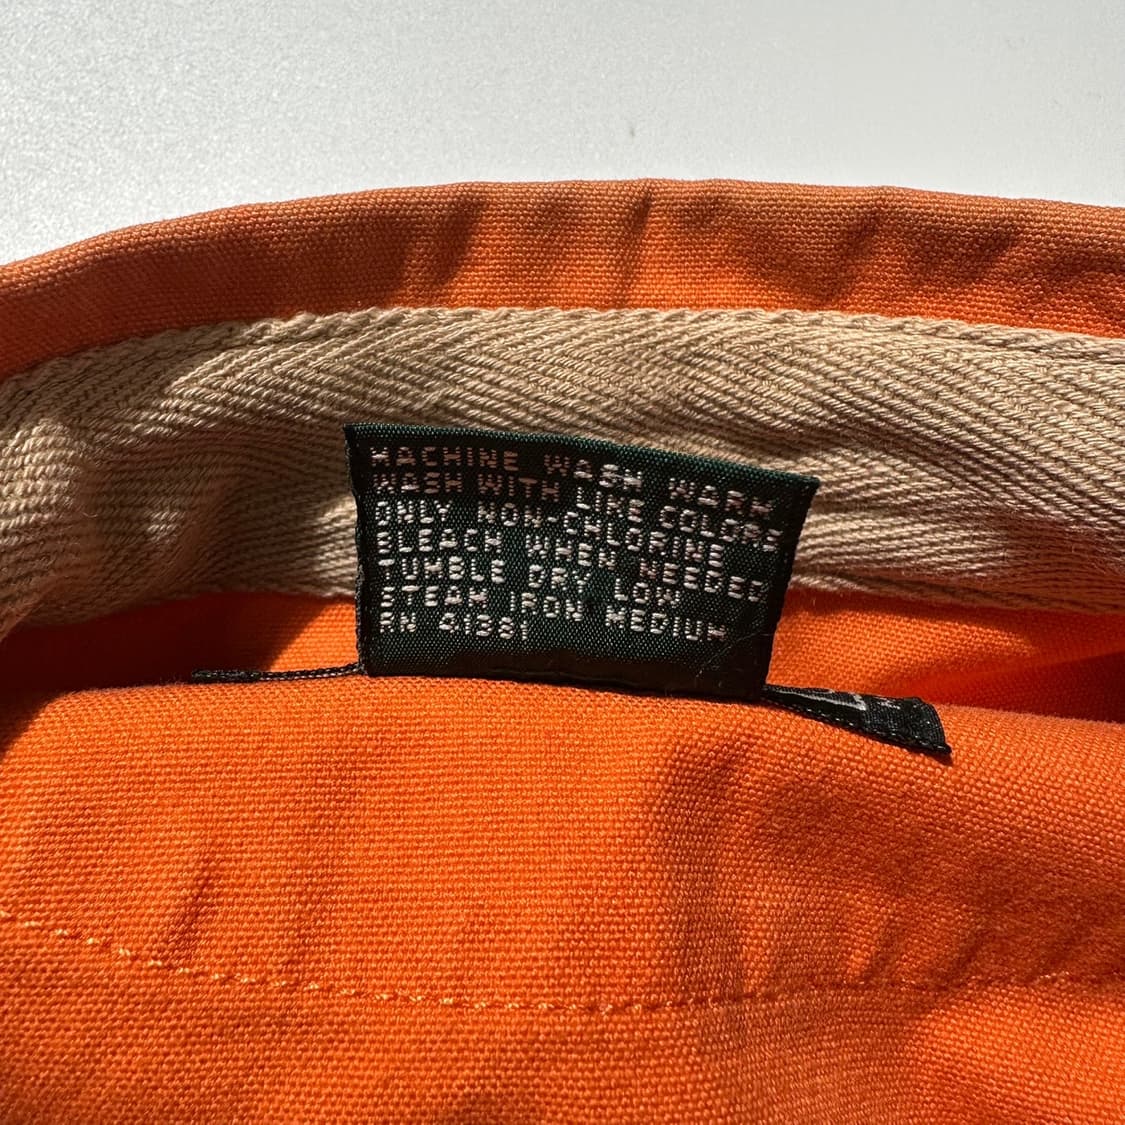 MACHINE WASH WARM
WASH WITH LIKE COLORS
ONLY NON-CHLORINE
BLEACH WHEN NEEDED
TUMBLE DRY LOW
STEAM IRON MEDIUM
RN 41381